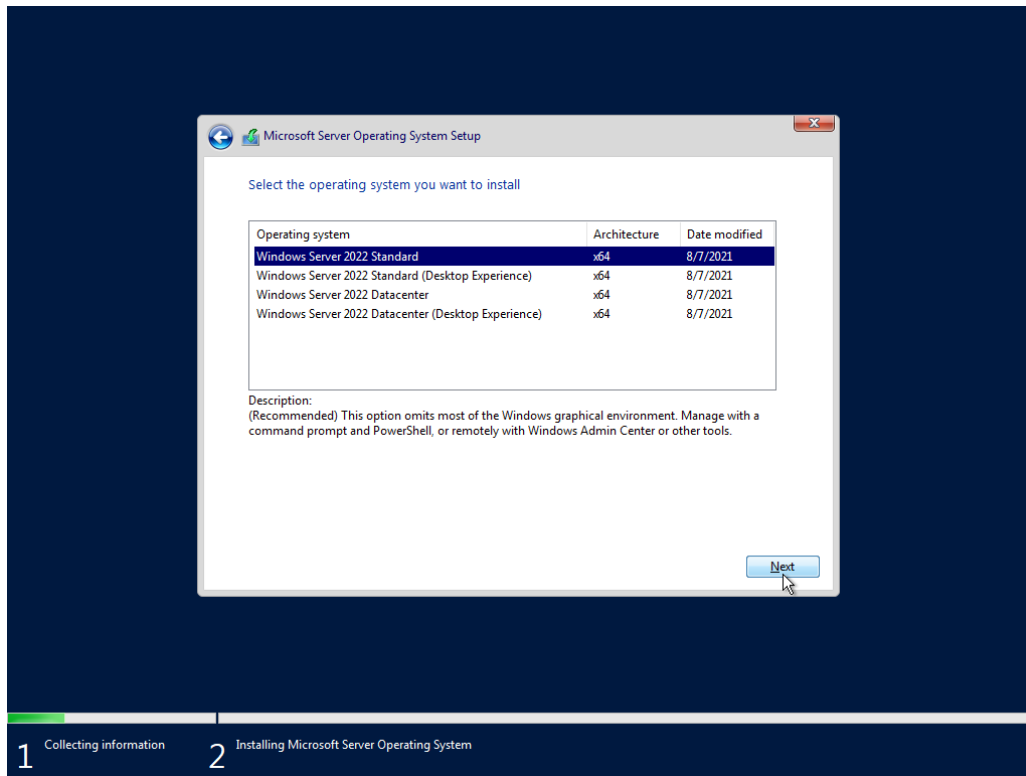 Microsoft Server Operating System Setup
x
Select the operating system you want to install
Operating system Architecture Date modified
Windows Server 2022 Standard x64 8/7/2021
Windows Server 2022 Standard (Desktop Experience) x64 8/7/2021
Windows Server 2022 Datacenter x64 8/7/2021
Windows Server 2022 Datacenter (Desktop Experience) x64 8/7/2021
Description:
(Recommended) This option omits most of the Windows graphical environment. Manage with a
command prompt and PowerShell, or remotely with Windows Admin Center or other tools.
Next
1 Collecting information 2 Installing Microsoft Server Operating System